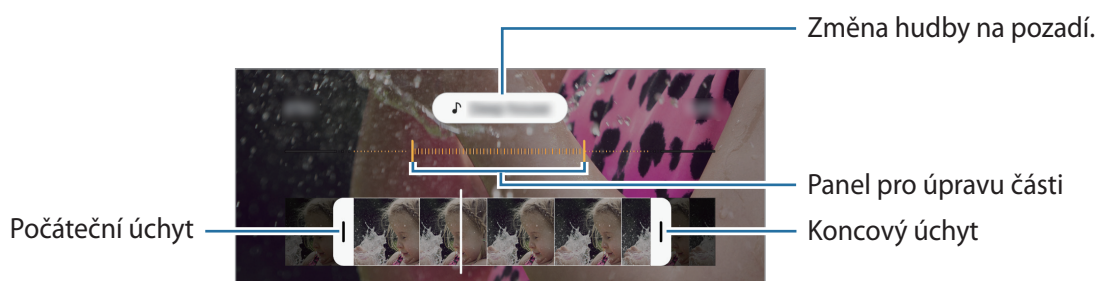 Změna hudby na pozadí.
Panel pro úpravu části
Počáteční úchyt
Koncový úchyt